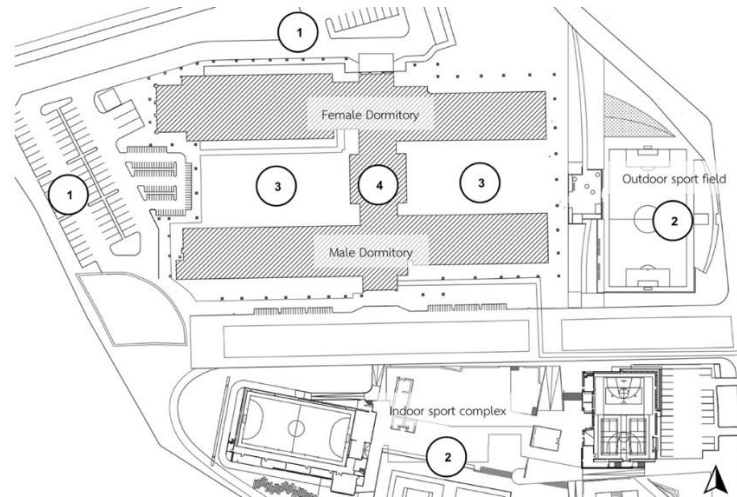 1
Female Dormitory
1
3
4
3
Outdoor sport field
2
Male Dormitory
Indoor sport complex
2